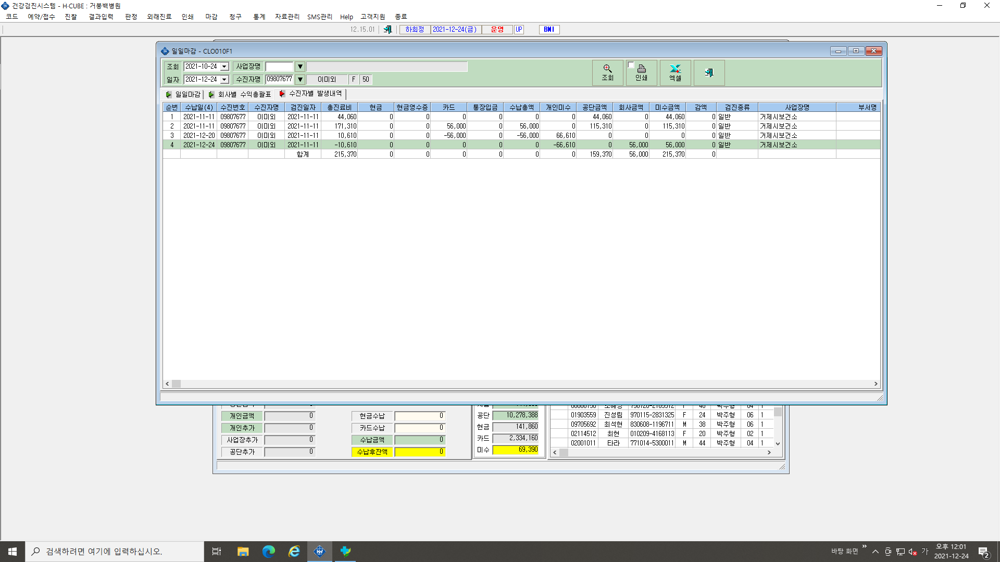 건강검진시스템 - H-CUBE : 거붕백병원
코드 예약/접수 진찰 결과입력 판정 외래진료 인쇄 마감 청구 통계 자료관리 SMS관리 Help 고객지원 종료
12.15.01 하희정 2021-12-24(금) 운영 UP BMI
일일마감 - CLO010F1
조회 2021-10-24 사업장명
일자 2021-12-24 수진자명 09807677 이미외 F 50
조회 인쇄 엑셀
일일마감 회사별 수익총괄표 수진자별 발생내역
순번 수납일(4) 수진번호 수진자명 검진일자 총진료비 현금 현금영수증 카드 통장입금 수납총액 개인미수 공단금액 회사금액 미수금액 감액 검진종류 사업장명 부서명
1 2021-11-11 09807677 이미외 2021-11-11 44,060 0 0 0 0 0 0 44,060 0 44,060 0 일반 거제시보건소
2 2021-11-11 09807677 이미외 2021-11-11 171,310 0 0 56,000 0 56,000 0 115,310 0 115,310 0 일반 거제시보건소
3 2021-12-20 09807677 이미외 2021-11-11 10,610 0 0 -56,000 0 -56,000 66,610 0 0 0 0 일반 거제시보건소
4 2021-12-24 09807677 이미외 2021-11-11 -10,610 0 0 0 0 0 -66,610 0 56,000 56,000 0 일반 거제시보건소
합계 215,370 0 0 0 0 0 0 159,370 56,000 215,370 0
개인금액 0 현금수납 0 공단 10,278,388 01903559 진성림 970115-2831325 F 24 박주형 06 1
개인추가 0 카드수납 0 현금 141,860 09705692 최석현 830608-1196711 M 38 박주형 06 1
사업장추가 0 수납금액 0 카드 2,334,160 02114512 최현 010209-4168113 F 20 박주형 02 1
공단추가 0 수납후잔액 0 미수 69,390 02001011 타라 771014-5300011 M 44 박주형 04 1
검색하려면 여기에 입력하십시오.
바탕 화면 가 오후 12:01
2021-12-24 2